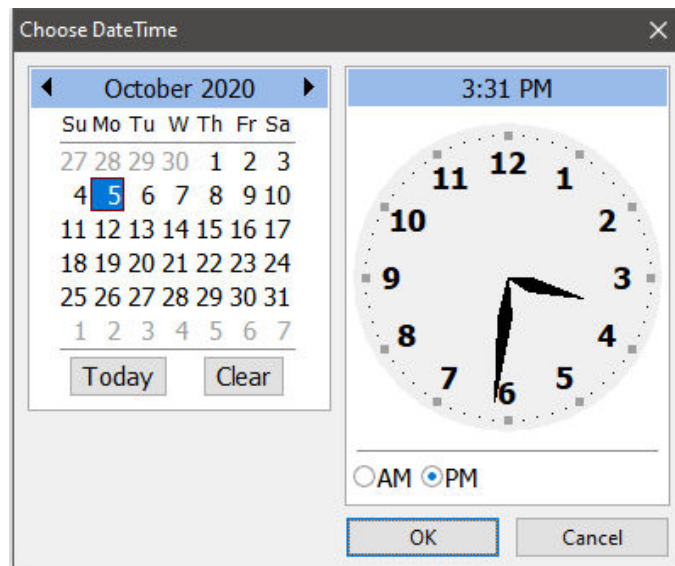 Choose DateTime
October 2020
Su Mo Tu W Th Fr Sa
27 28 29 30 1 2 3
4 5 6 7 8 9 10
11 12 13 14 15 16 17
18 19 20 21 22 23 24
25 26 27 28 29 30 31
1 2 3 4 5 6 7
Today Clear
3:31 PM
12
11 1
10 2
9 3
8 4
7 5
6
AM PM
OK Cancel